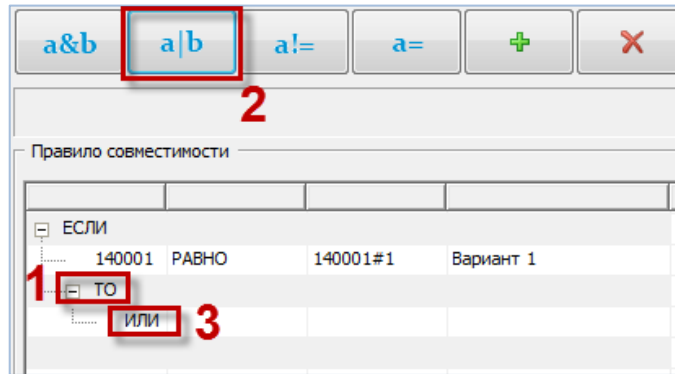 a&b a|b a!= a=
2
Правило совместимости
ЕСЛИ
140001 РАВНО 140001#1 Вариант 1
1 ТО
ИЛИ 3